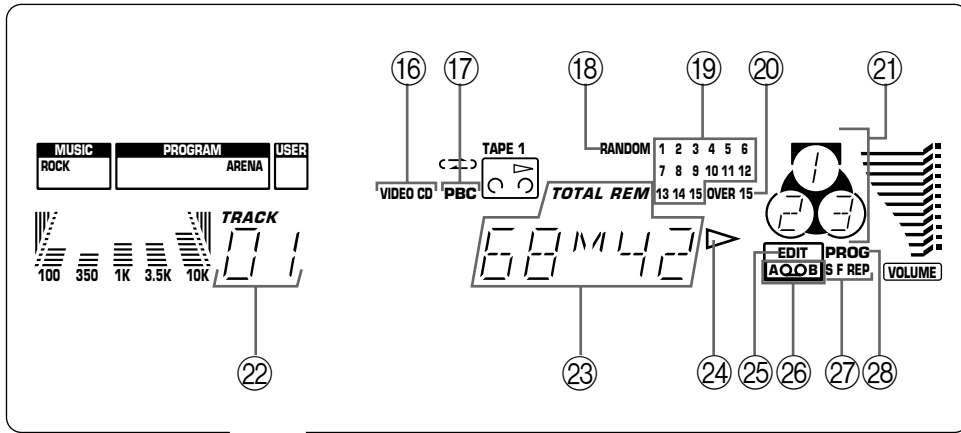 ⑯ ⑰ ⑱ ⑲ ⑳ ㉑
MUSIC PROGRAM USER
ROCK ARENA
TAPE 1
RANDOM 1 2 3 4 5 6
7 8 9 10 11 12
13 14 15 OVER 15
VIDEO CD PBC
TOTAL REM
1
2 3
TRACK
01
68M42
EDIT PROG
A B S F REP
VOLUME
100 350 1K 3.5K 10K
㉒ ㉓ ㉔ ㉕ ㉖ ㉗ ㉘